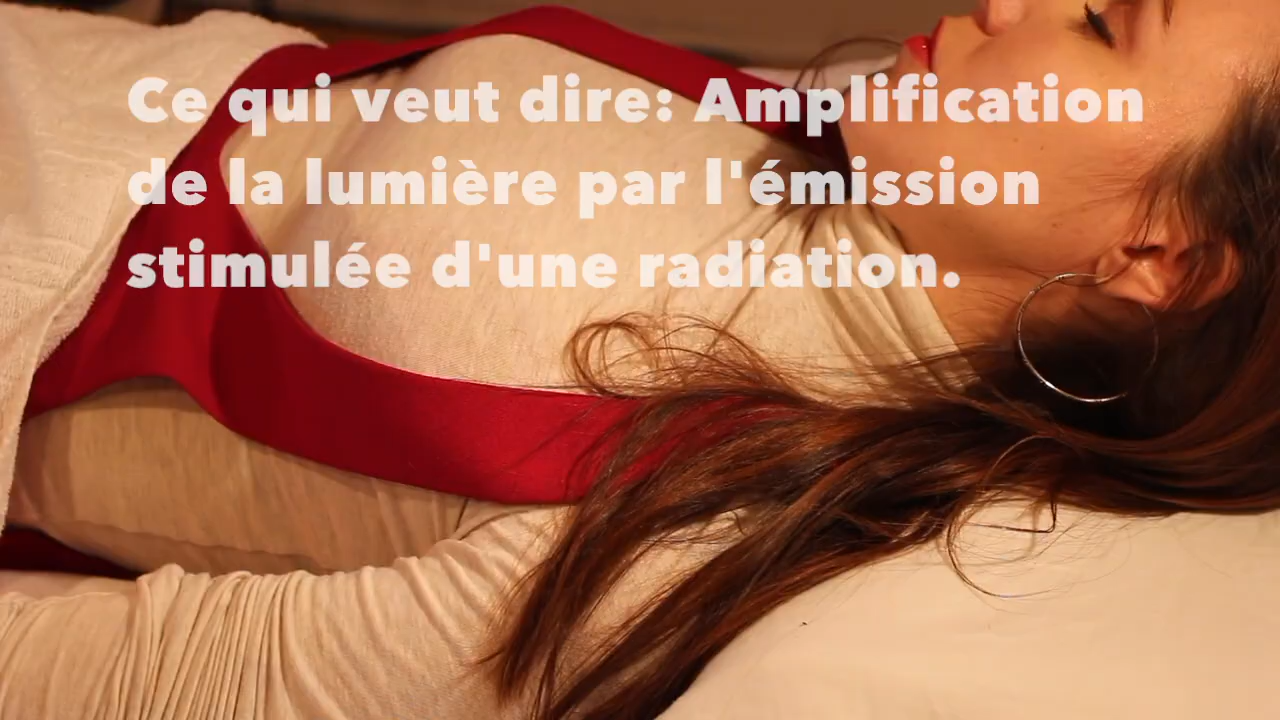 Ce qui veut dire: Amplification
de la lumière par l'émission
stimulée d'une radiation.